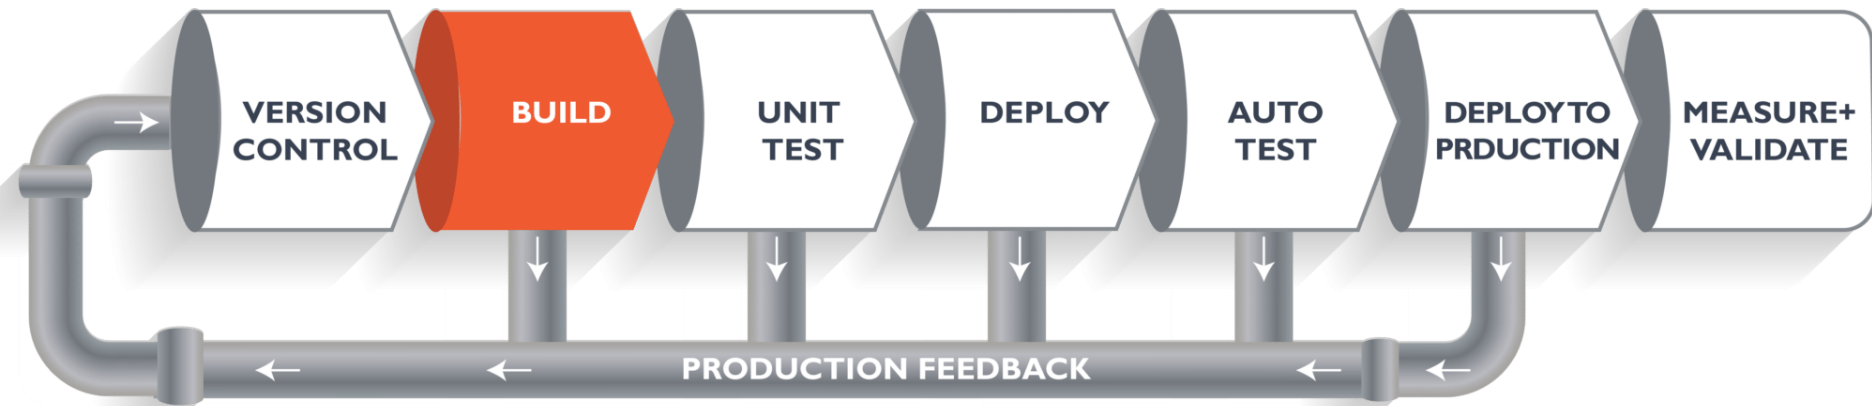 VERSION
CONTROL
BUILD
UNIT
TEST
DEPLOY
AUTO
TEST
DEPLOY TO
PRDUCTION
MEASURE+
VALIDATE
PRODUCTION FEEDBACK